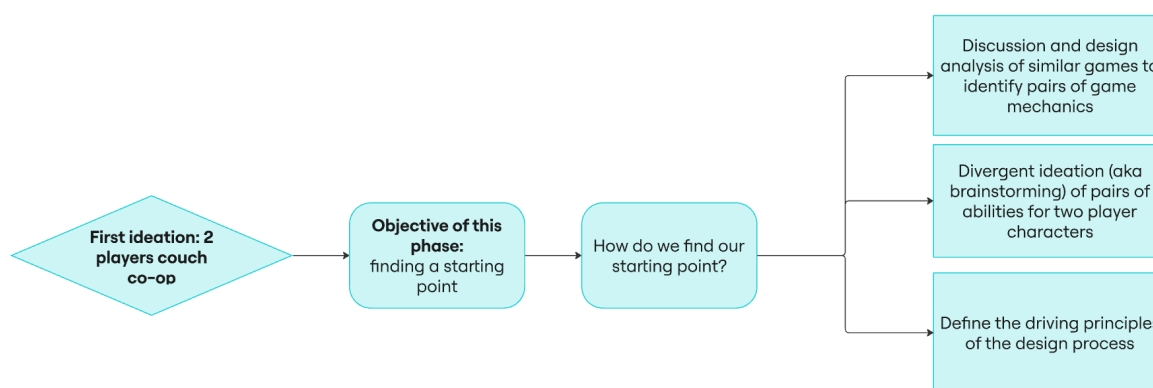 First ideation: 2
players couch
co-op
Objective of this
phase:
finding a starting
point
How do we find our
starting point?
Discussion and design
analysis of similar games to
identify pairs of game
mechanics
Divergent ideation (aka
brainstorming) of pairs of
abilities for two player
characters
Define the driving principles
of the design process